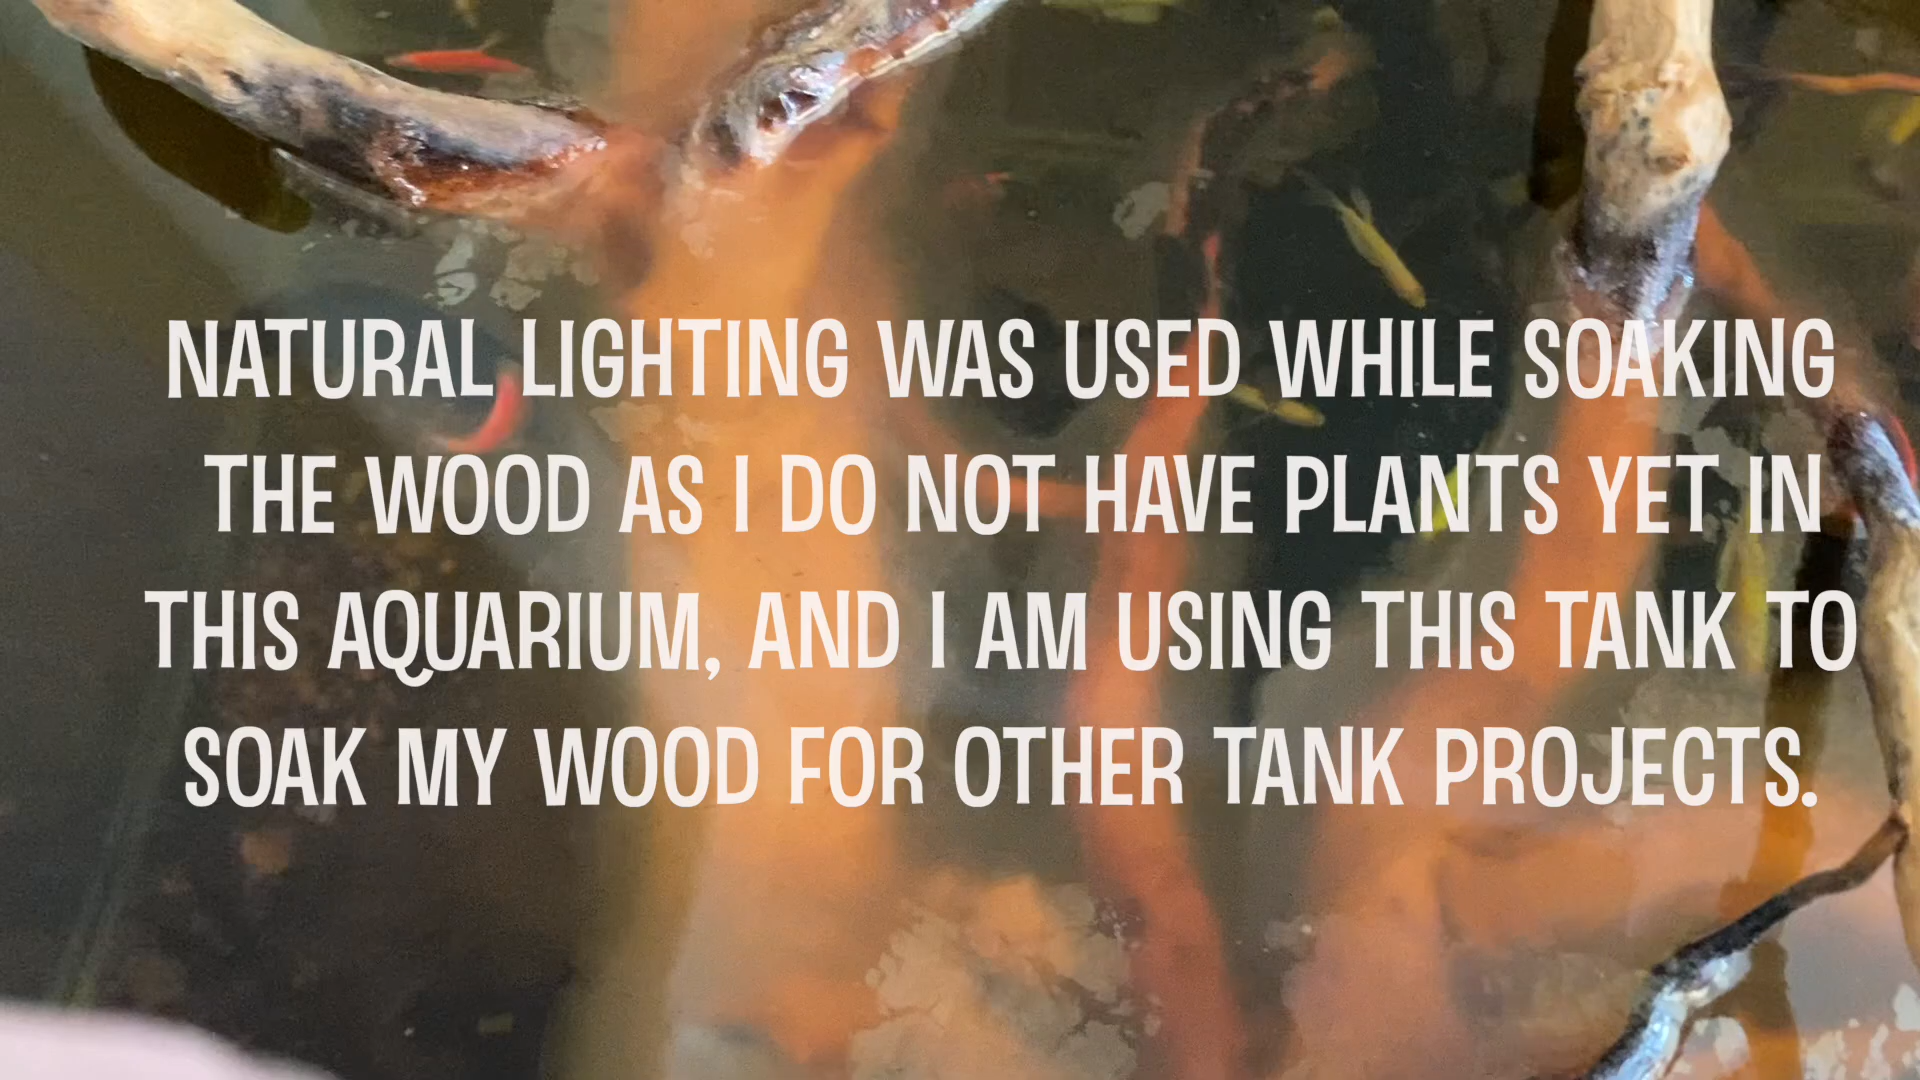 NATURAL LIGHTING WAS USED WHILE SOAKING
THE WOOD AS I DO NOT HAVE PLANTS YET IN
THIS AQUARIUM, AND I AM USING THIS TANK TO
SOAK MY WOOD FOR OTHER TANK PROJECTS.